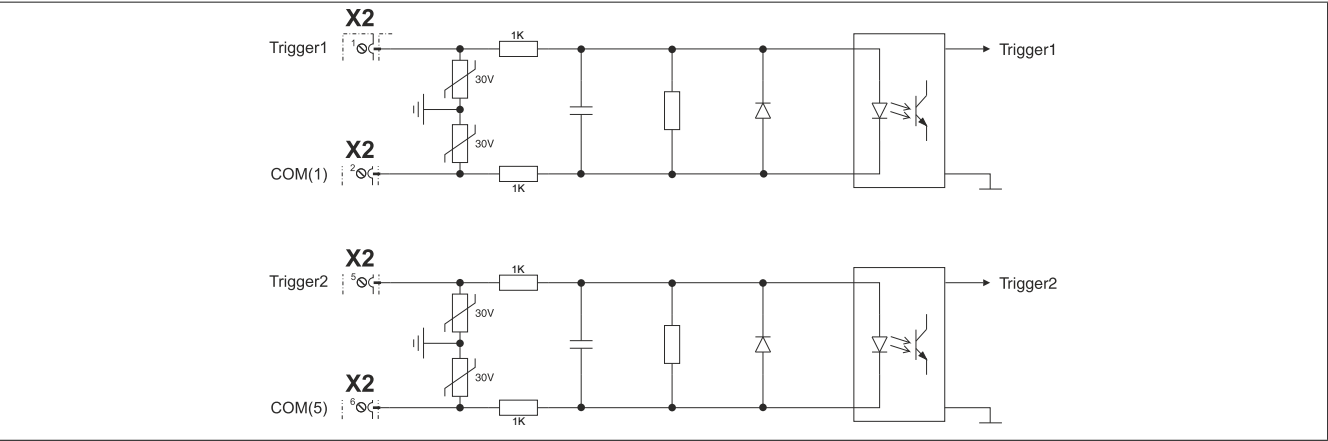 X2
1K
Trigger1
1
Trigger1
30V
30V
X2
COM(1)
2
1K
X2
1K
Trigger2
5
Trigger2
30V
30V
X2
COM(5)
6
1K